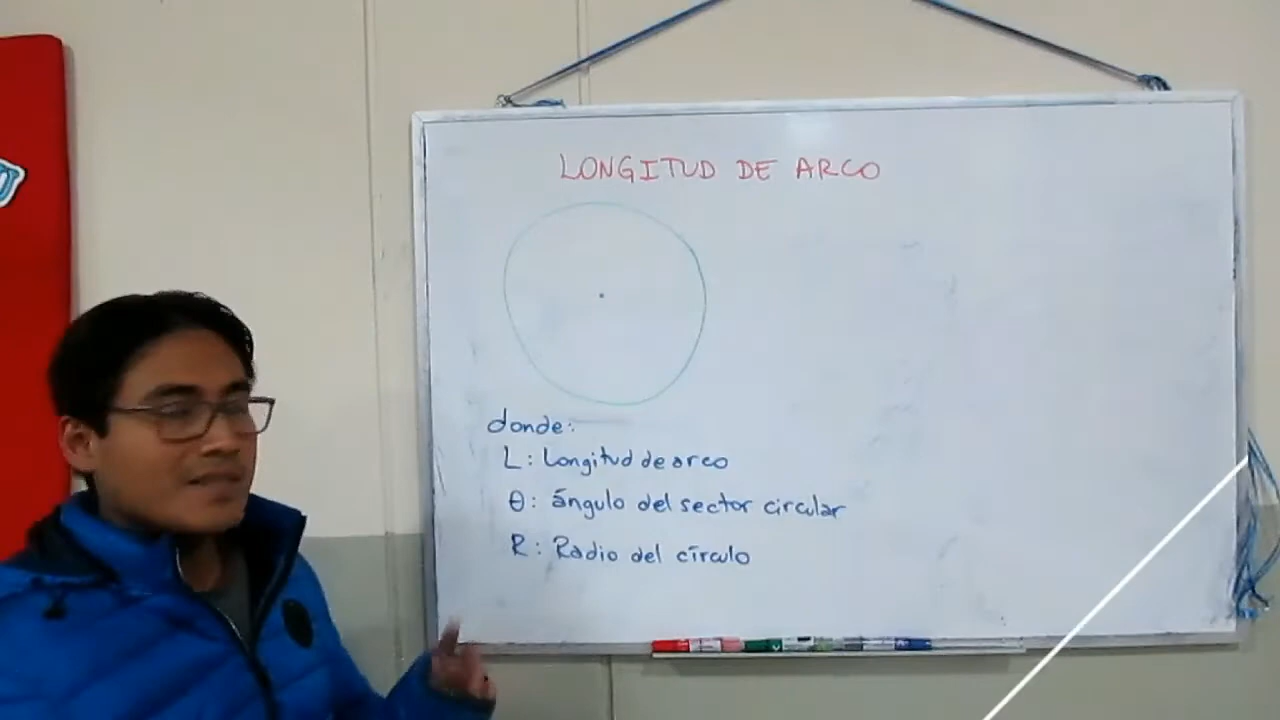 LONGITUD DE ARCO
donde:
L: Longitud de arco
θ: ángulo del sector circular
R: Radio del círculo